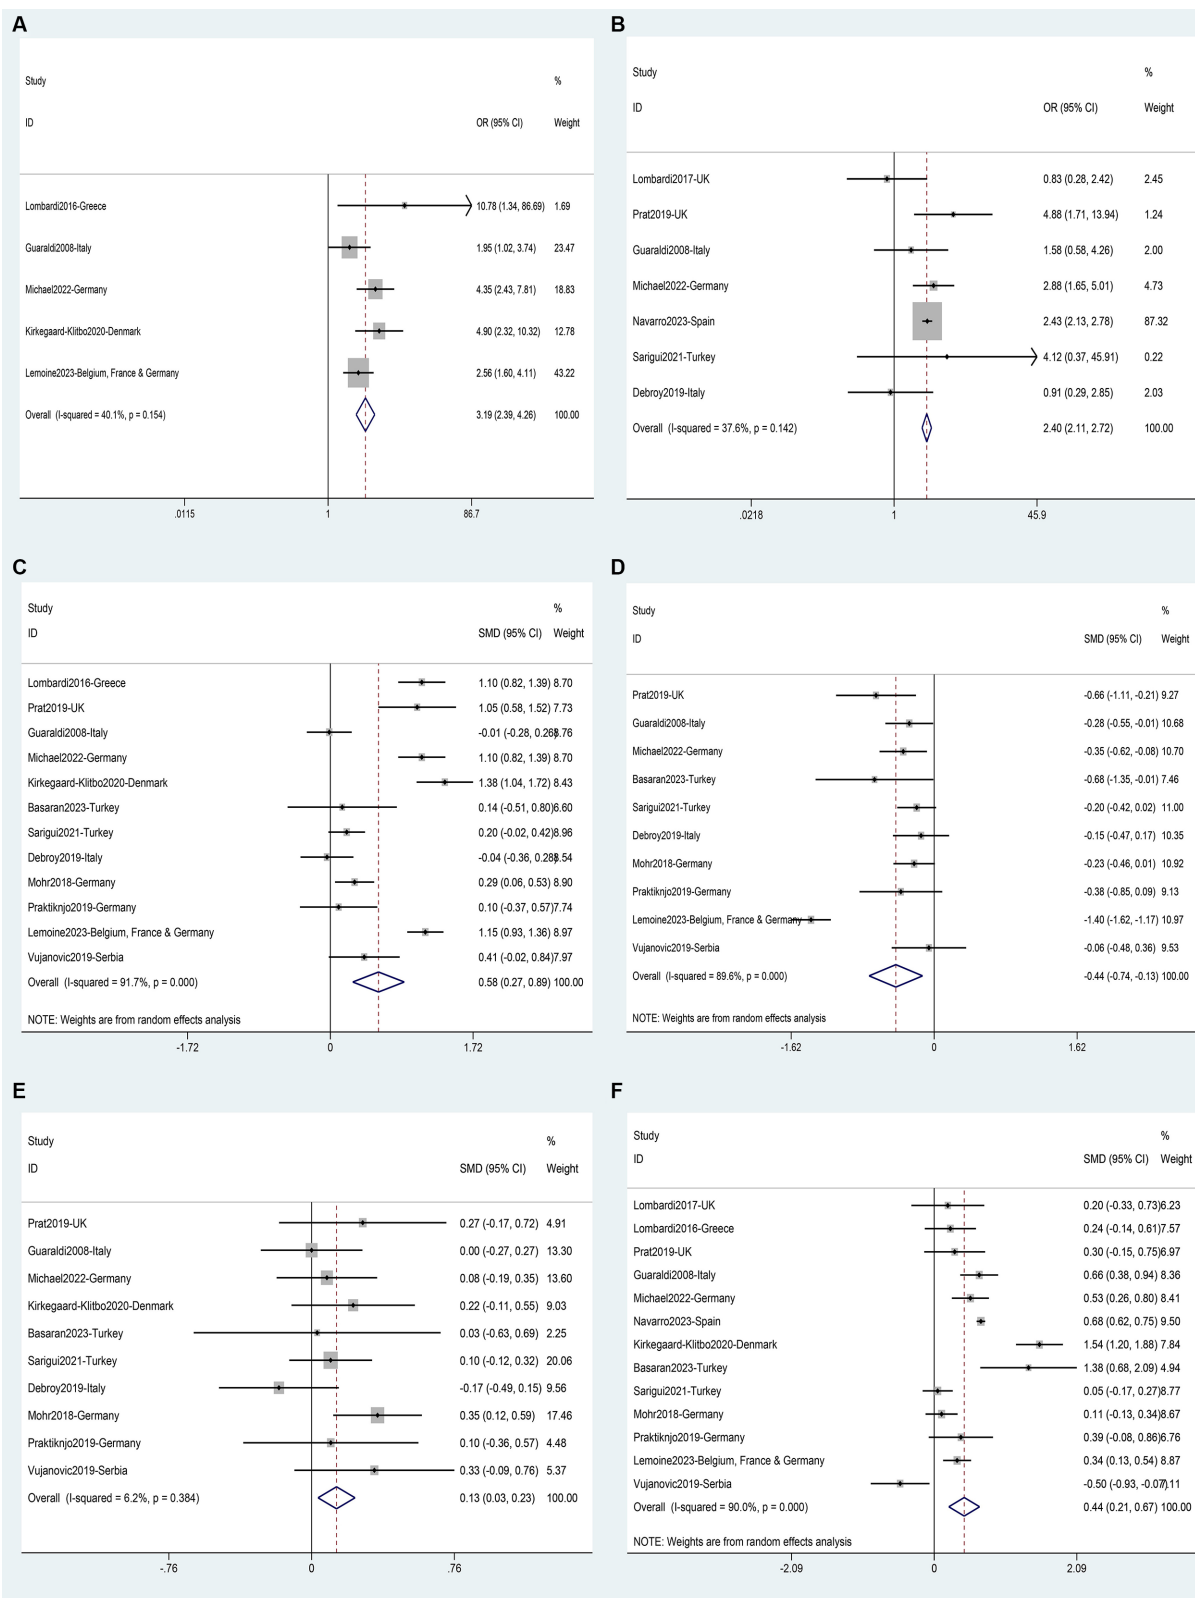 A
Study %
ID OR (95% CI) Weight
Lombardi2016-Greece 10.78 (1.34, 86.69) 1.69
Guaraldi2008-Italy 1.95 (1.02, 3.74) 23.47
Michael2022-Germany 4.35 (2.43, 7.81) 18.83
Kirkegaard-Klitbo2020-Denmark 4.90 (2.32, 10.32) 12.78
Lemoine2023-Belgium, France & Germany 2.56 (1.60, 4.11) 43.22
Overall (I-squared = 40.1%, p = 0.154) 3.19 (2.39, 4.26) 100.00
.0115 1 86.7
B
Study %
ID OR (95% CI) Weight
Lombardi2017-UK 0.83 (0.28, 2.42) 2.45
Prat2019-UK 4.88 (1.71, 13.94) 1.24
Guaraldi2008-Italy 1.58 (0.58, 4.26) 2.00
Michael2022-Germany 2.88 (1.65, 5.01) 4.73
Navarro2023-Spain 2.43 (2.13, 2.78) 87.32
Sarigui2021-Turkey 4.12 (0.37, 45.91) 0.22
Debroy2019-Italy 0.91 (0.29, 2.85) 2.03
Overall (I-squared = 37.6%, p = 0.142) 2.40 (2.11, 2.72) 100.00
.0218 1 45.9
C
Study %
ID SMD (95% CI) Weight
Lombardi2016-Greece 1.10 (0.82, 1.39) 8.70
Prat2019-UK 1.05 (0.58, 1.52) 7.73
Guaraldi2008-Italy -0.01 (-0.28, 0.26) 8.76
Michael2022-Germany 1.10 (0.82, 1.39) 8.70
Kirkegaard-Klitbo2020-Denmark 1.38 (1.04, 1.72) 8.43
Basaran2023-Turkey 0.14 (-0.51, 0.80) 6.60
Sarigui2021-Turkey 0.20 (-0.02, 0.42) 8.96
Debroy2019-Italy -0.04 (-0.36, 0.28) 8.54
Mohr2018-Germany 0.29 (0.06, 0.53) 8.90
Praktiknjo2019-Germany 0.10 (-0.37, 0.57) 7.74
Lemoine2023-Belgium, France & Germany 1.15 (0.93, 1.36) 8.97
Vujanovic2019-Serbia 0.41 (-0.02, 0.84) 7.97
Overall (I-squared = 91.7%, p = 0.000) 0.58 (0.27, 0.89) 100.00
NOTE: Weights are from random effects analysis
-1.72 0 1.72
D
Study %
ID SMD (95% CI) Weight
Prat2019-UK -0.66 (-1.11, -0.21) 9.27
Guaraldi2008-Italy -0.28 (-0.55, -0.01) 10.68
Michael2022-Germany -0.35 (-0.62, -0.08) 10.70
Basaran2023-Turkey -0.68 (-1.35, -0.01) 7.46
Sarigui2021-Turkey -0.20 (-0.42, 0.02) 11.00
Debroy2019-Italy -0.15 (-0.47, 0.17) 10.35
Mohr2018-Germany -0.23 (-0.46, 0.01) 10.92
Praktiknjo2019-Germany -0.38 (-0.85, 0.09) 9.13
Lemoine2023-Belgium, France & Germany -1.40 (-1.62, -1.17) 10.97
Vujanovic2019-Serbia -0.06 (-0.48, 0.36) 9.53
Overall (I-squared = 89.6%, p = 0.000) -0.44 (-0.74, -0.13) 100.00
NOTE: Weights are from random effects analysis
-1.62 0 1.62
E
Study %
ID SMD (95% CI) Weight
Prat2019-UK 0.27 (-0.17, 0.72) 4.91
Guaraldi2008-Italy 0.00 (-0.27, 0.27) 13.30
Michael2022-Germany 0.08 (-0.19, 0.35) 13.60
Kirkegaard-Klitbo2020-Denmark 0.22 (-0.11, 0.55) 9.03
Basaran2023-Turkey 0.03 (-0.63, 0.69) 2.25
Sarigui2021-Turkey 0.10 (-0.12, 0.32) 20.06
Debroy2019-Italy -0.17 (-0.49, 0.15) 9.56
Mohr2018-Germany 0.35 (0.12, 0.59) 17.46
Praktiknjo2019-Germany 0.10 (-0.36, 0.57) 4.48
Vujanovic2019-Serbia 0.33 (-0.09, 0.76) 5.37
Overall (I-squared = 6.2%, p = 0.384) 0.13 (0.03, 0.23) 100.00
-.76 0 .76
F
Study %
ID SMD (95% CI) Weight
Lombardi2017-UK 0.20 (-0.33, 0.73) 6.23
Lombardi2016-Greece 0.24 (-0.14, 0.61) 7.57
Prat2019-UK 0.30 (-0.15, 0.75) 6.97
Guaraldi2008-Italy 0.66 (0.38, 0.94) 8.36
Michael2022-Germany 0.53 (0.26, 0.80) 8.41
Navarro2023-Spain 0.68 (0.62, 0.75) 9.50
Kirkegaard-Klitbo2020-Denmark 1.54 (1.20, 1.88) 7.84
Basaran2023-Turkey 1.38 (0.68, 2.09) 4.94
Sarigui2021-Turkey 0.05 (-0.17, 0.27) 8.77
Mohr2018-Germany 0.11 (-0.13, 0.34) 8.67
Praktiknjo2019-Germany 0.39 (-0.08, 0.86) 6.76
Lemoine2023-Belgium, France & Germany 0.34 (0.13, 0.54) 8.87
Vujanovic2019-Serbia -0.50 (-0.93, -0.07) 7.11
Overall (I-squared = 90.0%, p = 0.000) 0.44 (0.21, 0.67) 100.00
NOTE: Weights are from random effects analysis
-2.09 0 2.09